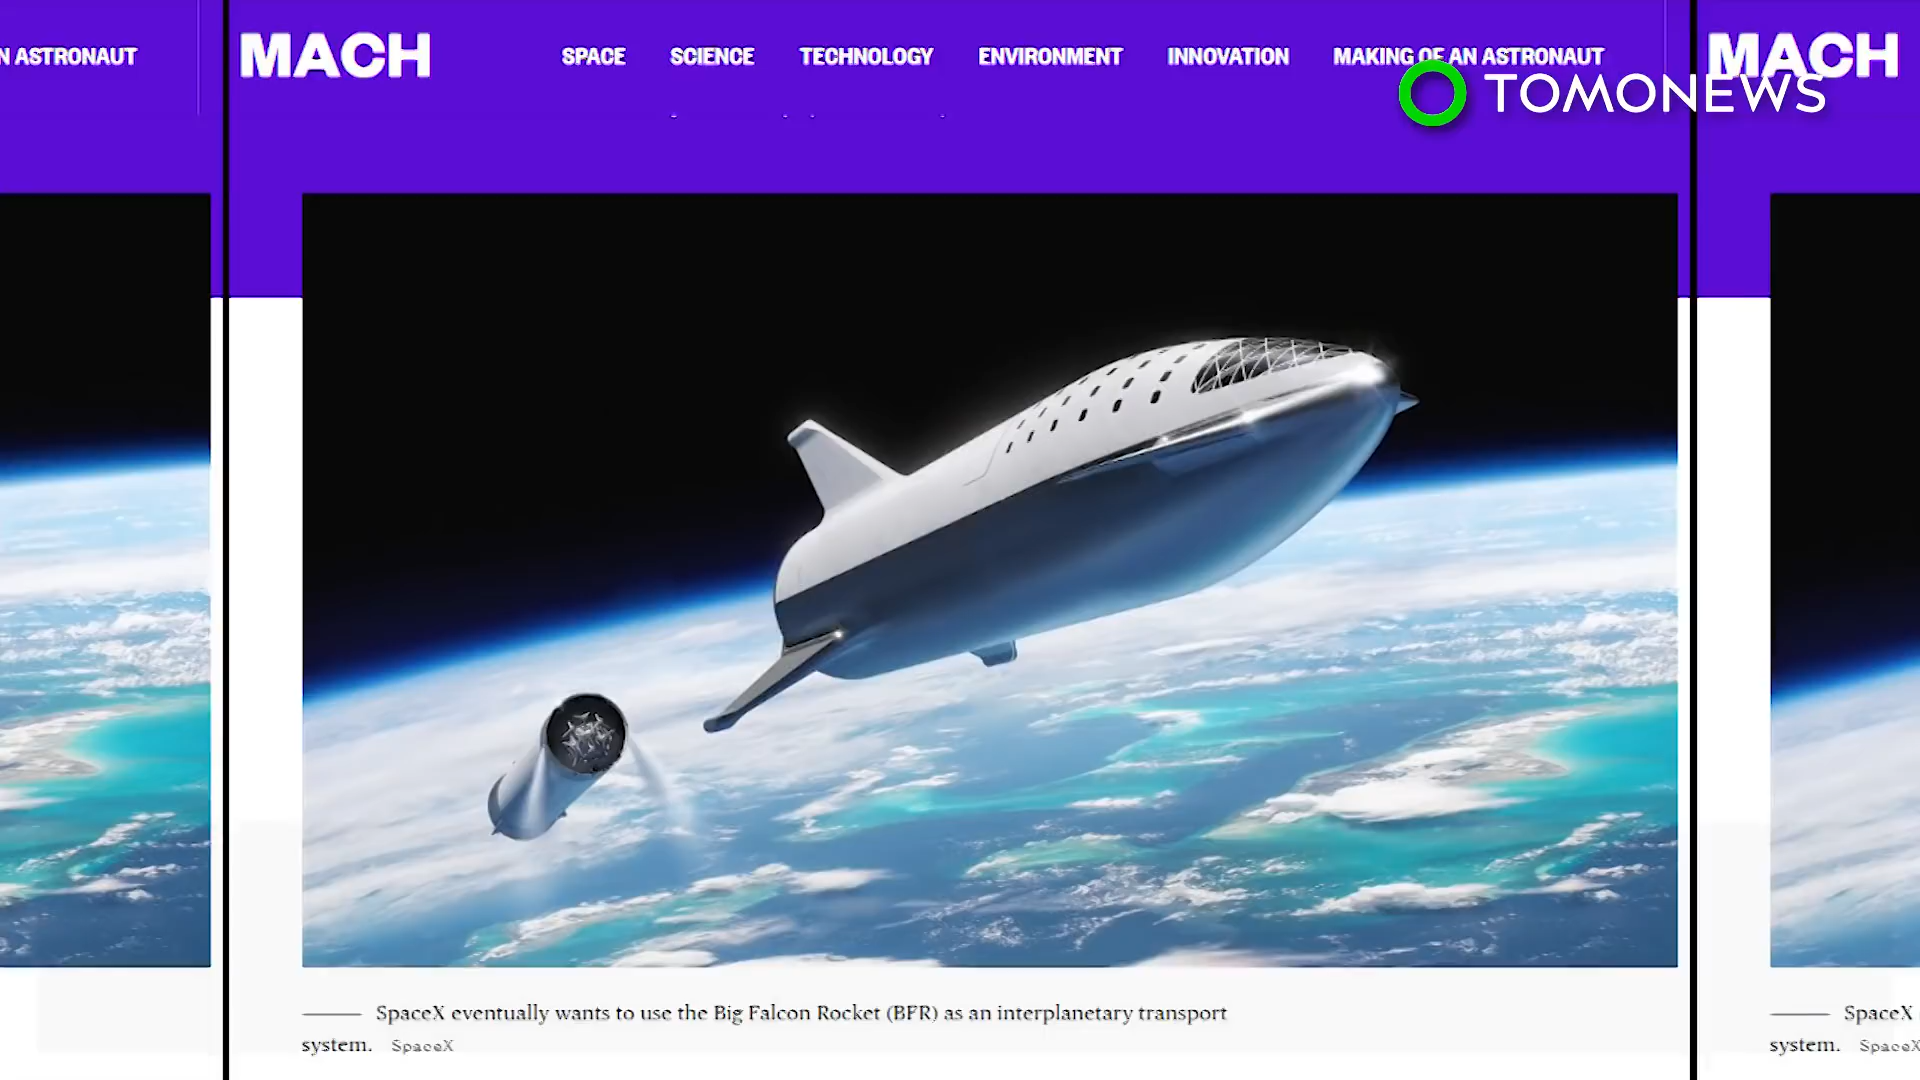 N ASTRONAUT
MACH
SPACE SCIENCE TECHNOLOGY ENVIRONMENT INNOVATION MAKING OF AN ASTRONAUT
MACH
TOMONEWS
SpaceX eventually wants to use the Big Falcon Rocket (BFR) as an interplanetary transport
system. SpaceX
SpaceX
system. SpaceX